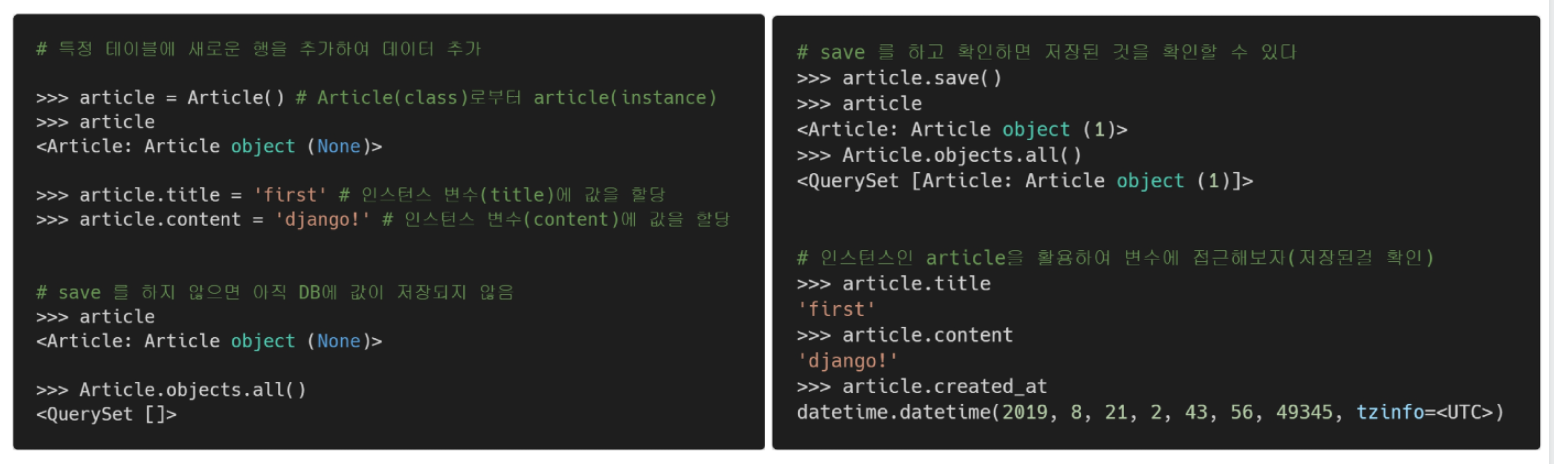 # 특정 테이블에 새로운 행을 추가하여 데이터 추가
>>> article = Article() # Article(class)로부터 article(instance)
>>> article
<Article: Article object (None)>
>>> article.title = 'first' # 인스턴스 변수(title)에 값을 할당
>>> article.content = 'django!' # 인스턴스 변수(content)에 값을 할당
# save 를 하지 않으면 아직 DB에 값이 저장되지 않음
>>> article
<Article: Article object (None)>
>>> Article.objects.all()
<QuerySet []>
# save 를 하고 확인하면 저장된 것을 확인할 수 있다
>>> article.save()
>>> article
<Article: Article object (1)>
>>> Article.objects.all()
<QuerySet [Article: Article object (1)]>
# 인스턴스인 article을 활용하여 변수에 접근해보자(저장된걸 확인)
>>> article.title
'first'
>>> article.content
'django!'
>>> article.created_at
datetime.datetime(2019, 8, 21, 2, 43, 56, 49345, tzinfo=<UTC>)